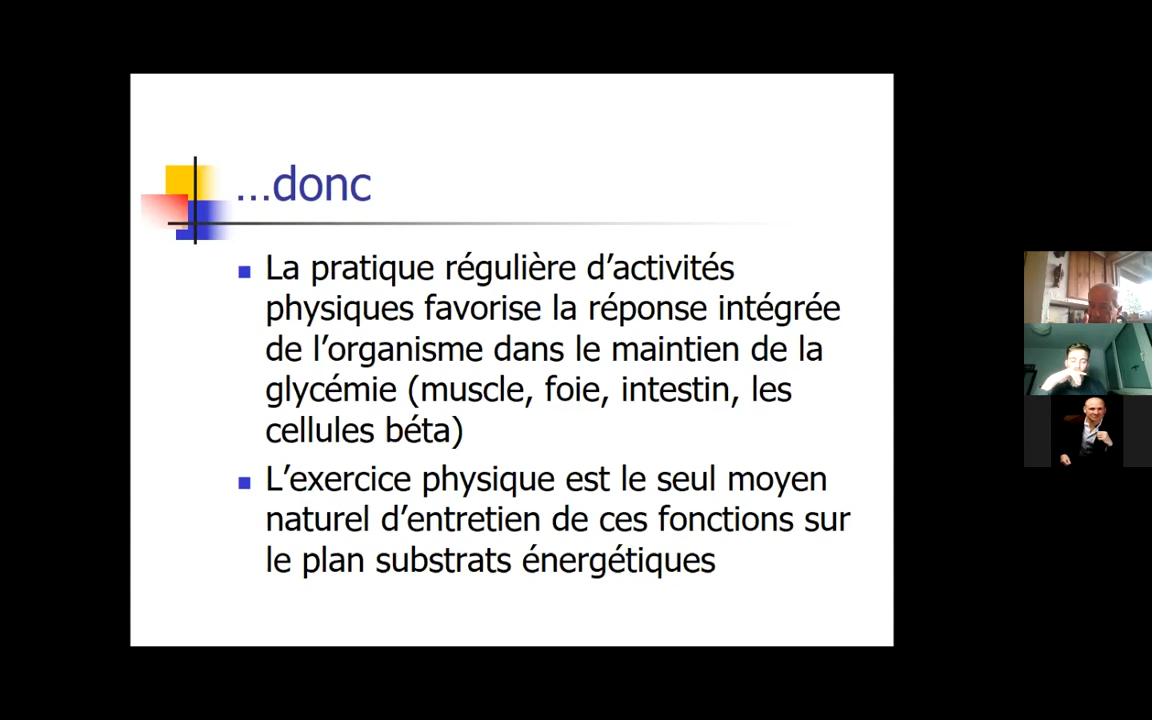 ...donc
La pratique régulière d'activités
physiques favorise la réponse intégrée
de l'organisme dans le maintien de la
glycémie (muscle, foie, intestin, les
cellules béta)
L'exercice physique est le seul moyen
naturel d'entretien de ces fonctions sur
le plan substrats énergétiques